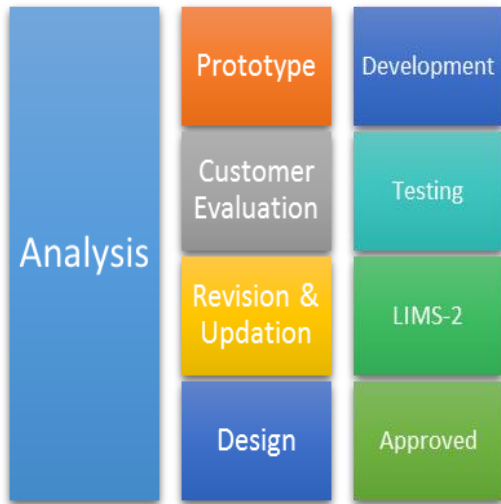 Analysis
Prototype
Customer
Evaluation
Revision &
Updation
Design
Development
Testing
LIMS-2
Approved